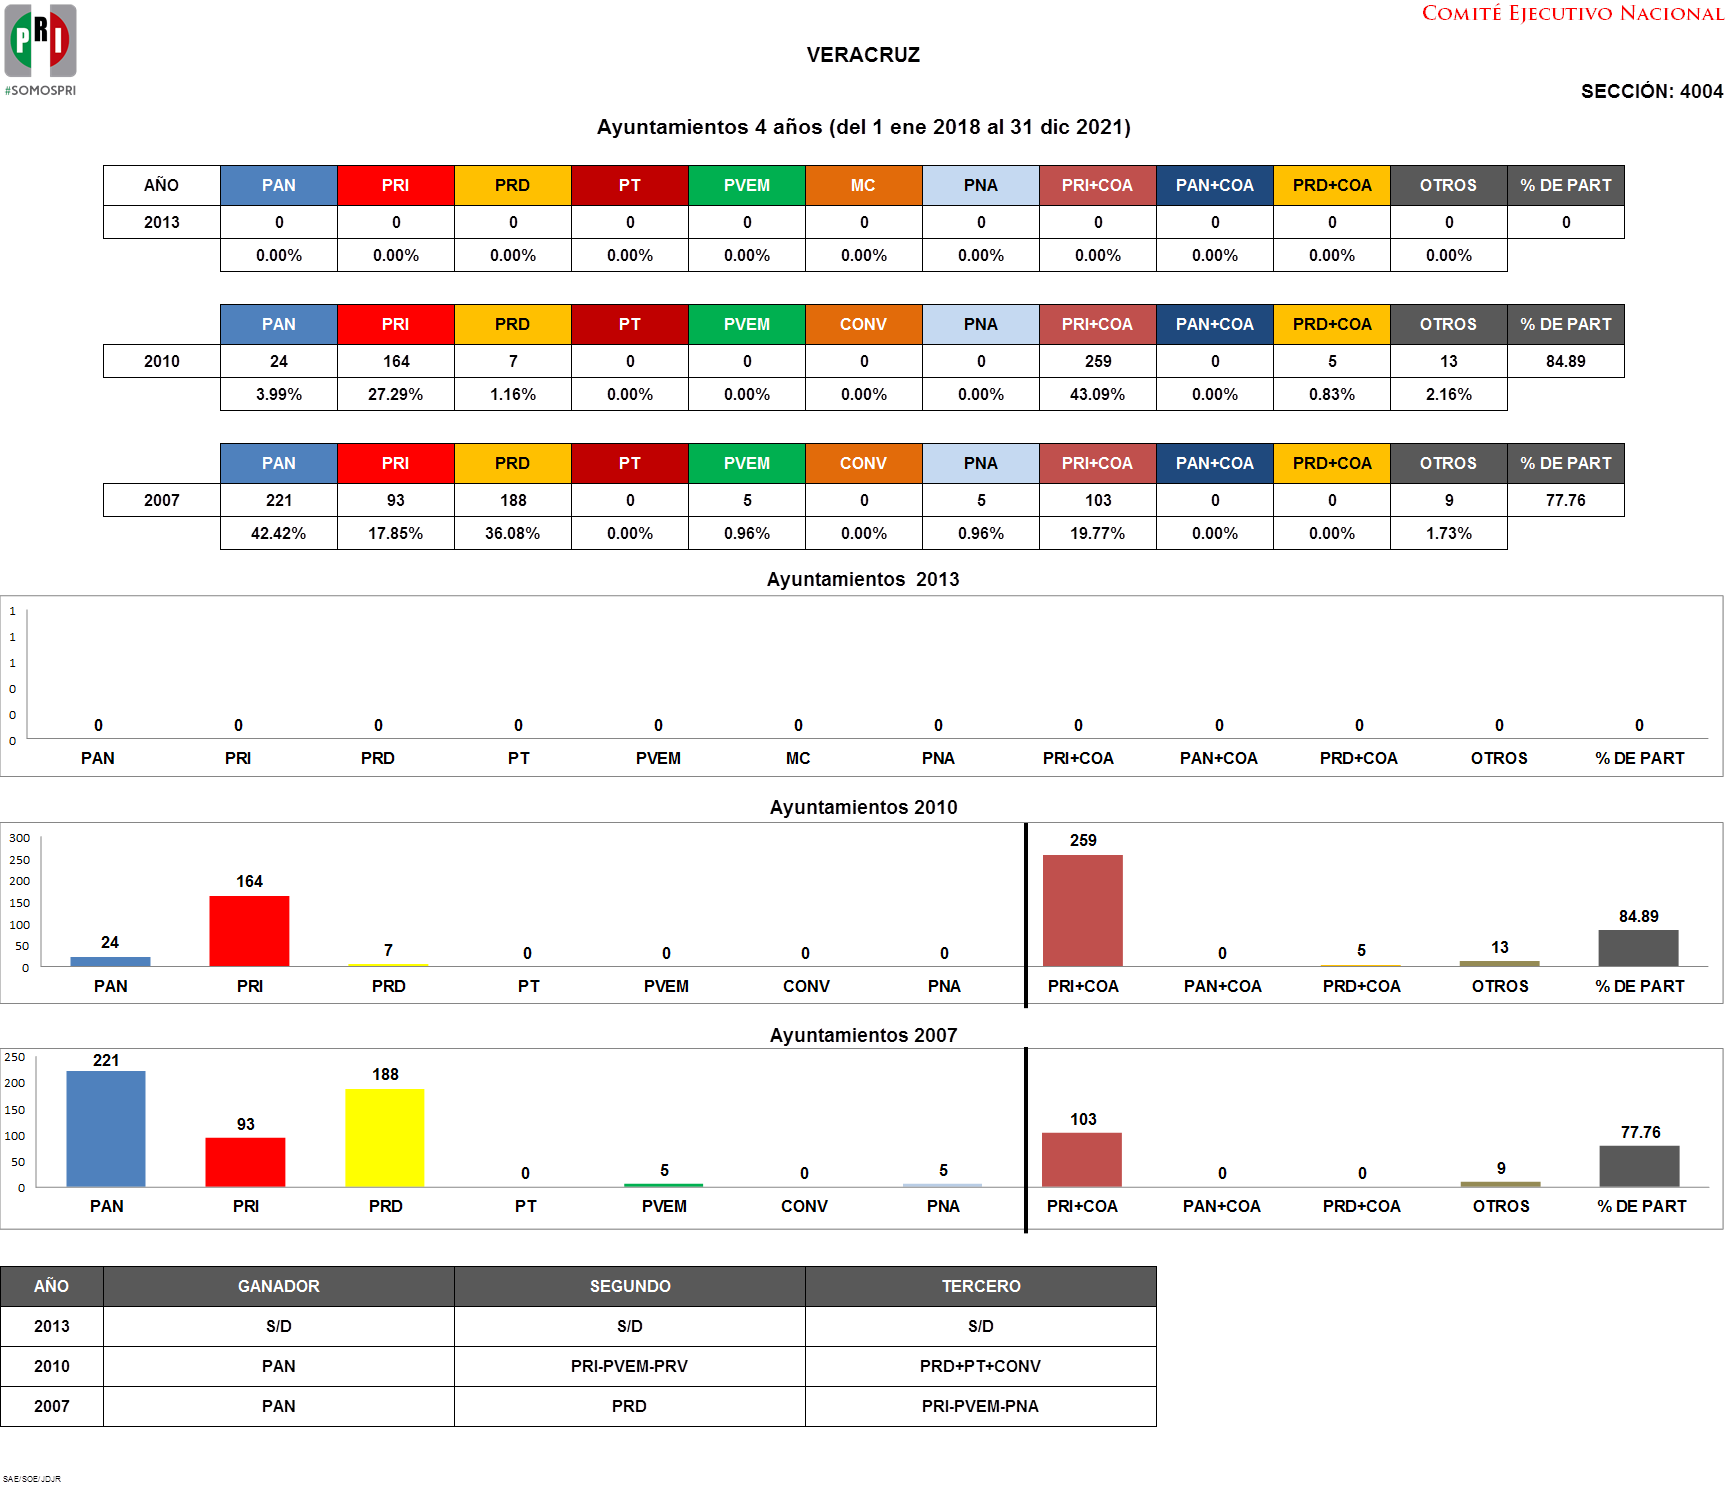 PRI
#SOMOSPRI
COMITÉ EJECUTIVO NACIONAL
VERACRUZ
SECCIÓN: 4004
Ayuntamientos 4 años (del 1 ene 2018 al 31 dic 2021)
AÑO PAN PRI PRD PT PVEM MC PNA PRI+COA PAN+COA PRD+COA OTROS % DE PART
2013 0 0 0 0 0 0 0 0 0 0 0 0
0.00% 0.00% 0.00% 0.00% 0.00% 0.00% 0.00% 0.00% 0.00% 0.00% 0.00%
PAN PRI PRD PT PVEM CONV PNA PRI+COA PAN+COA PRD+COA OTROS % DE PART
2010 24 164 7 0 0 0 0 259 0 5 13 84.89
3.99% 27.29% 1.16% 0.00% 0.00% 0.00% 0.00% 43.09% 0.00% 0.83% 2.16%
PAN PRI PRD PT PVEM CONV PNA PRI+COA PAN+COA PRD+COA OTROS % DE PART
2007 221 93 188 0 5 0 5 103 0 0 9 77.76
42.42% 17.85% 36.08% 0.00% 0.96% 0.00% 0.96% 19.77% 0.00% 0.00% 1.73%
Ayuntamientos 2013
1
1
1
0
0
0
0 0 0 0 0 0 0 0 0 0 0 0
PAN PRI PRD PT PVEM MC PNA PRI+COA PAN+COA PRD+COA OTROS % DE PART
Ayuntamientos 2010
300
250
200
150
100
50
0
24 164 7 0 0 0 0 259 0 5 13 84.89
PAN PRI PRD PT PVEM CONV PNA PRI+COA PAN+COA PRD+COA OTROS % DE PART
Ayuntamientos 2007
250
200
150
100
50
0
221 93 188 0 5 0 5 103 0 0 9 77.76
PAN PRI PRD PT PVEM CONV PNA PRI+COA PAN+COA PRD+COA OTROS % DE PART
AÑO GANADOR SEGUNDO TERCERO
2013 S/D S/D S/D
2010 PAN PRI-PVEM-PRV PRD+PT+CONV
2007 PAN PRD PRI-PVEM-PNA
SAE/SOE/JDJR